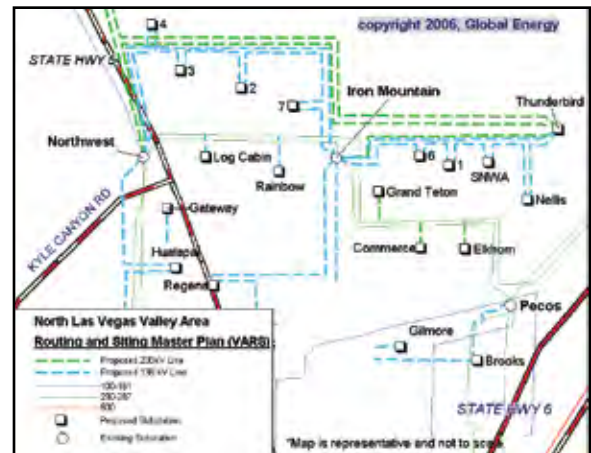 4
copyright 2006, Global Energy
STATE HWY
3
2
7
Iron Mountain
Thunderbird
Northwest
Log Cabin
Rainbow
6
1
SNWA
Nellis
Grand Teton
KYLE CANYON RD
Gateway
Commerce
Elkhorn
Hualapai
Regena
Pecos
North Las Vegas Valley Area
Routing and Siting Master Plan (VARS)
Gilmore
Brooks
Proposed 230kV Line
Proposed 138kV Line
100-161
230-287
500
STATE HWY 6
Proposed Substation
Existing Substation
*Map is representative and not to scale